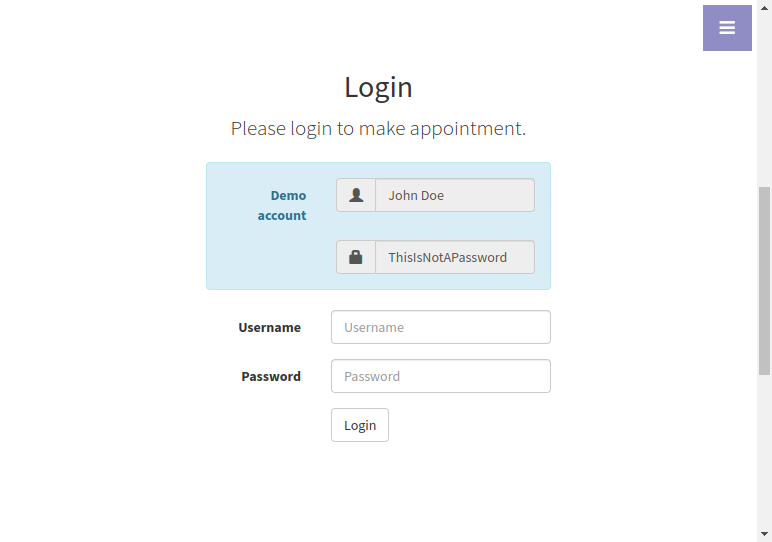 Login
Please login to make appointment.
Demo
account
John Doe
ThisIsNotAPassword
Username
Username
Password
Password
Login